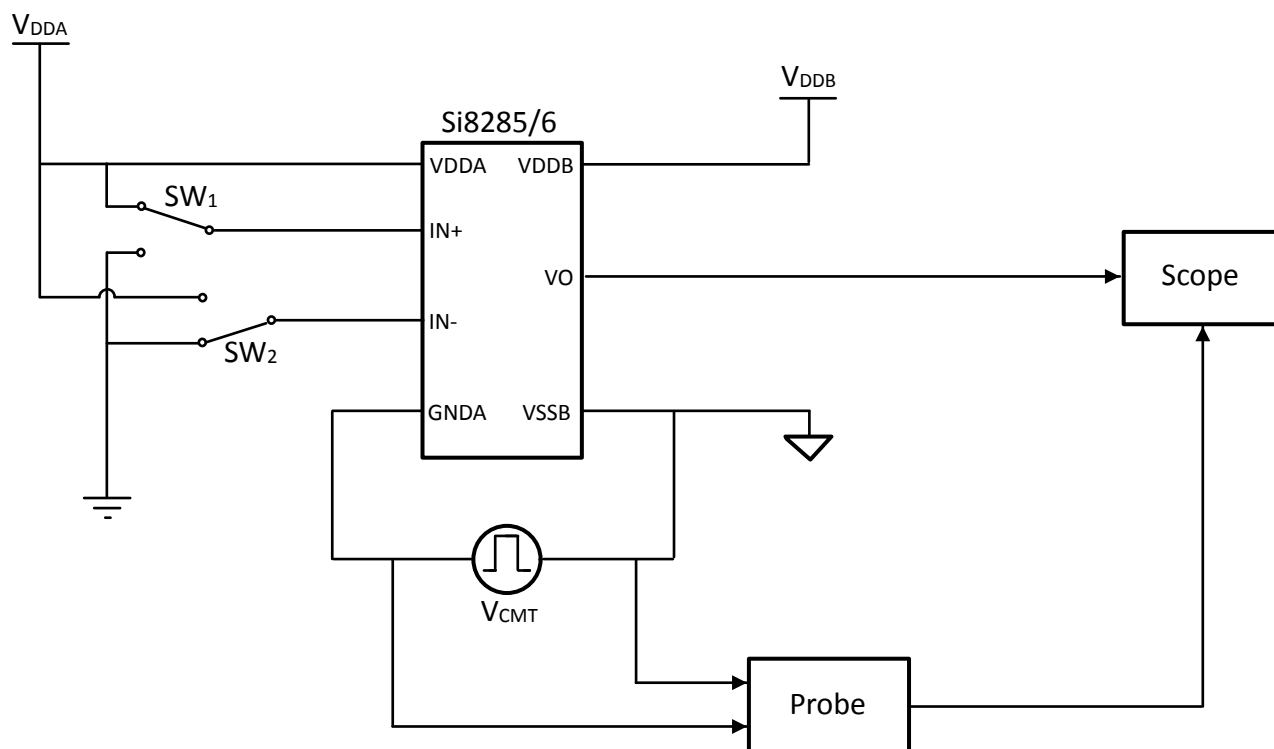 VDDA
VDDB
Si8285/6
VDDA VDDB
SW1
IN+
VO
Scope
IN-
SW2
GNDA VSSB
VCMT
Probe